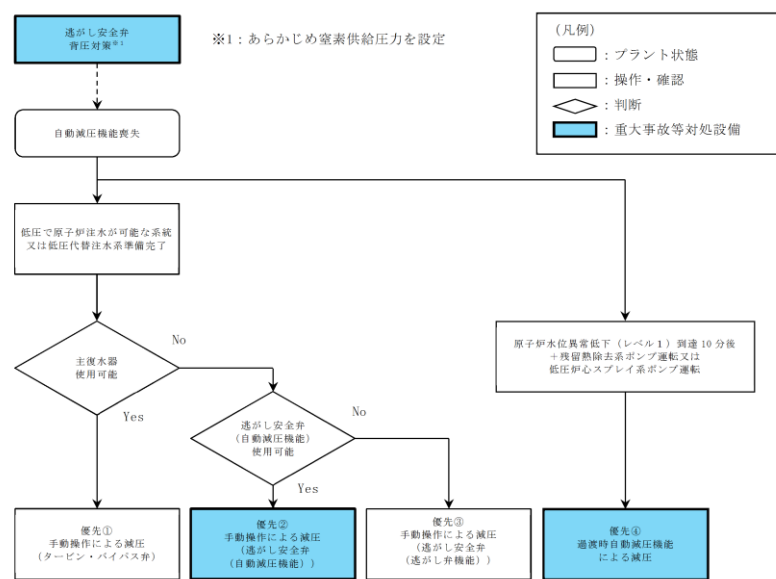 逃がし安全弁
背圧対策※1
※1：あらかじめ窒素供給圧力を設定
(凡例)
：プラント状態
：操作・確認
：判断
：重大事故等対処設備
自動減圧機能喪失
低圧で原子炉注水が可能な系統
又は低圧代替注水系準備完了
主復水器
使用可能
No
Yes
逃がし安全弁
(自動減圧機能)
使用可能
No
Yes
原子炉水位異常低下（レベル１）到達10分後
＋残留熱除去系ポンプ運転又は
低圧炉心スプレイ系ポンプ運転
優先①
手動操作による減圧
(タービン・バイパス弁)
優先②
手動操作による減圧
(逃がし安全弁
(自動減圧機能))
優先③
手動操作による減圧
(逃がし安全弁
(逃がし弁機能))
優先④
過渡時自動減圧機能
による減圧